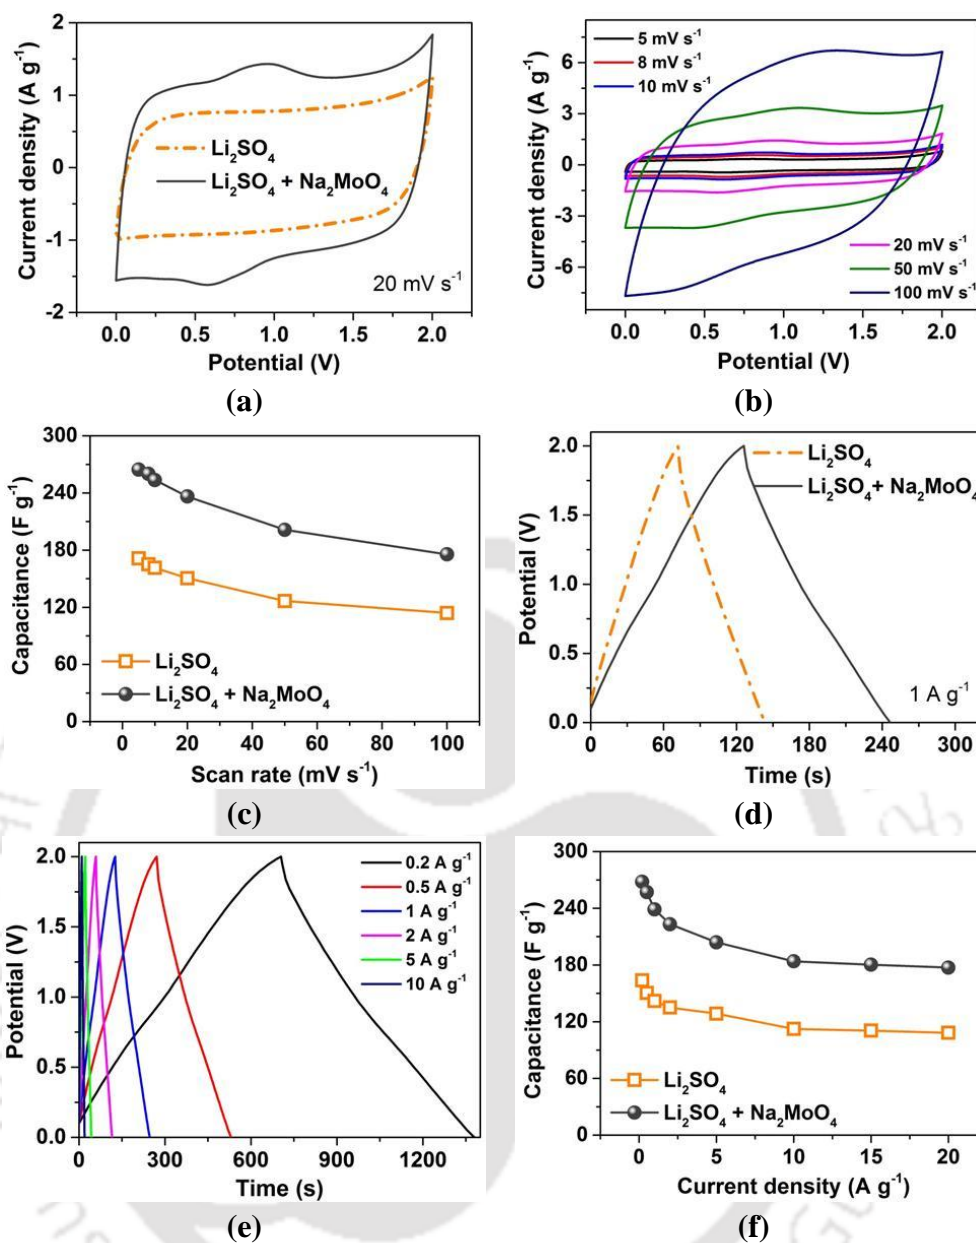 2
1
0
-1
-2
Current density (A g⁻¹)
Li₂SO₄
Li₂SO₄ + Na₂MoO₄
20 mV s⁻¹
0.0 0.5 1.0 1.5 2.0
Potential (V)
(a)
6
3
0
-3
-6
Current density (A g⁻¹)
5 mV s⁻¹
8 mV s⁻¹
10 mV s⁻¹
20 mV s⁻¹
50 mV s⁻¹
100 mV s⁻¹
0.0 0.5 1.0 1.5 2.0
Potential (V)
(b)
300
240
180
120
60
0
Capacitance (F g⁻¹)
Li₂SO₄
Li₂SO₄ + Na₂MoO₄
0 20 40 60 80 100
Scan rate (mV s⁻¹)
(c)
2.0
1.5
1.0
0.5
0.0
Potential (V)
Li₂SO₄
Li₂SO₄+ Na₂MoO₄
1 A g⁻¹
0 60 120 180 240 300
Time (s)
(d)
2.0
1.5
1.0
0.5
0.0
Potential (V)
0.2 A g⁻¹
0.5 A g⁻¹
1 A g⁻¹
2 A g⁻¹
5 A g⁻¹
10 A g⁻¹
0 300 600 900 1200
Time (s)
(e)
300
240
180
120
60
0
Capacitance (F g⁻¹)
Li₂SO₄
Li₂SO₄ + Na₂MoO₄
0 5 10 15 20
Current density (A g⁻¹)
(f)